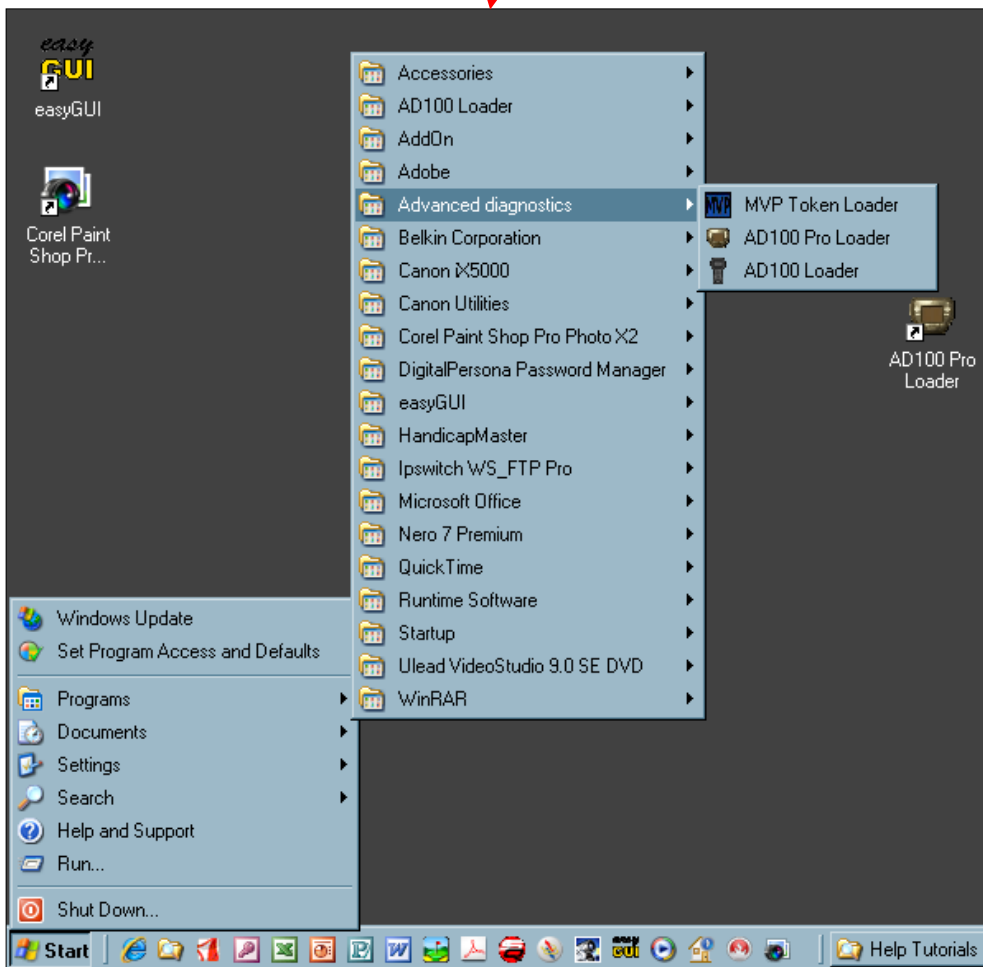 easy
GUI
easyGUI
Corel Paint
Shop Pr...
Accessories
AD100 Loader
AddOn
Adobe
Advanced diagnostics
Belkin Corporation
Canon iX5000
Canon Utilities
Corel Paint Shop Pro Photo X2
DigitalPersona Password Manager
easyGUI
HandicapMaster
Ipswitch WS_FTP Pro
Microsoft Office
Nero 7 Premium
QuickTime
Runtime Software
Startup
Ulead VideoStudio 9.0 SE DVD
WinRAR
MVP MVP Token Loader
AD100 Pro Loader
AD100 Loader
AD100 Pro
Loader
Windows Update
Set Program Access and Defaults
Programs
Documents
Settings
Search
Help and Support
Run...
Shut Down...
Start
easy
GUI
Help Tutorials